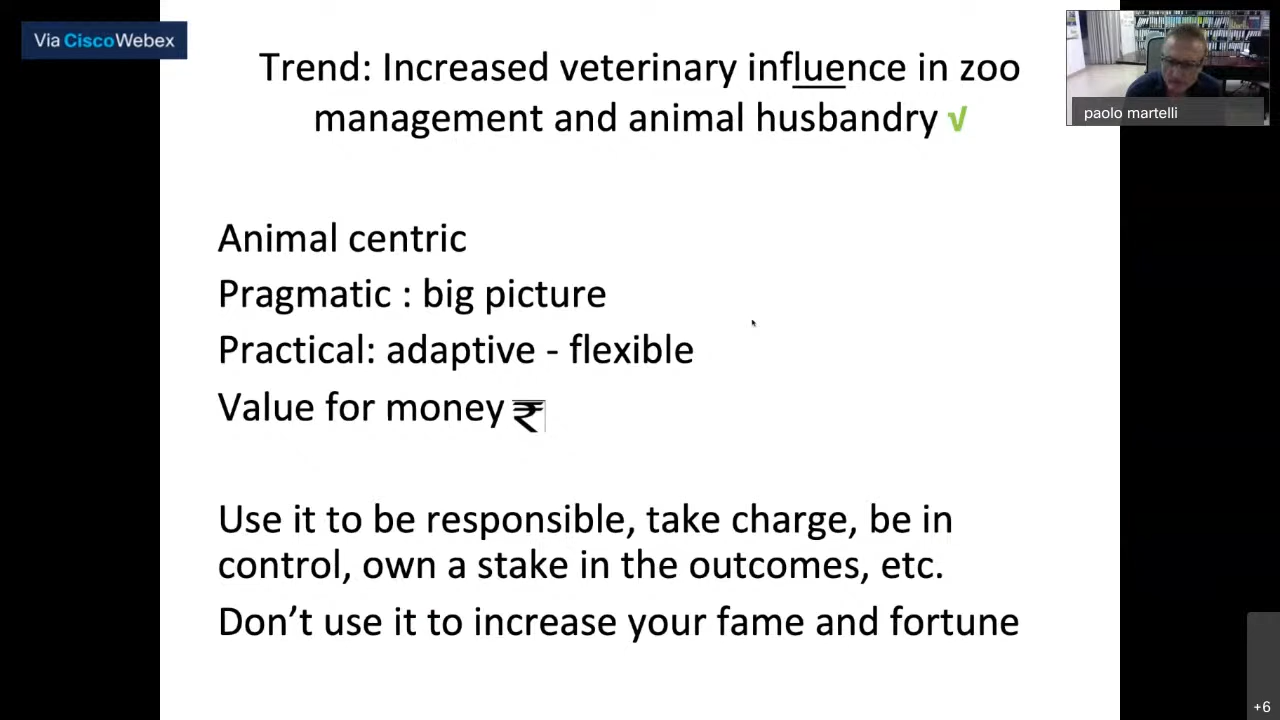 Via CiscoWebex
Trend: Increased veterinary influence in zoo
management and animal husbandry √
paolo martelli
Animal centric
Pragmatic : big picture
Practical: adaptive - flexible
Value for money ₹
Use it to be responsible, take charge, be in
control, own a stake in the outcomes, etc.
Don’t use it to increase your fame and fortune
+6